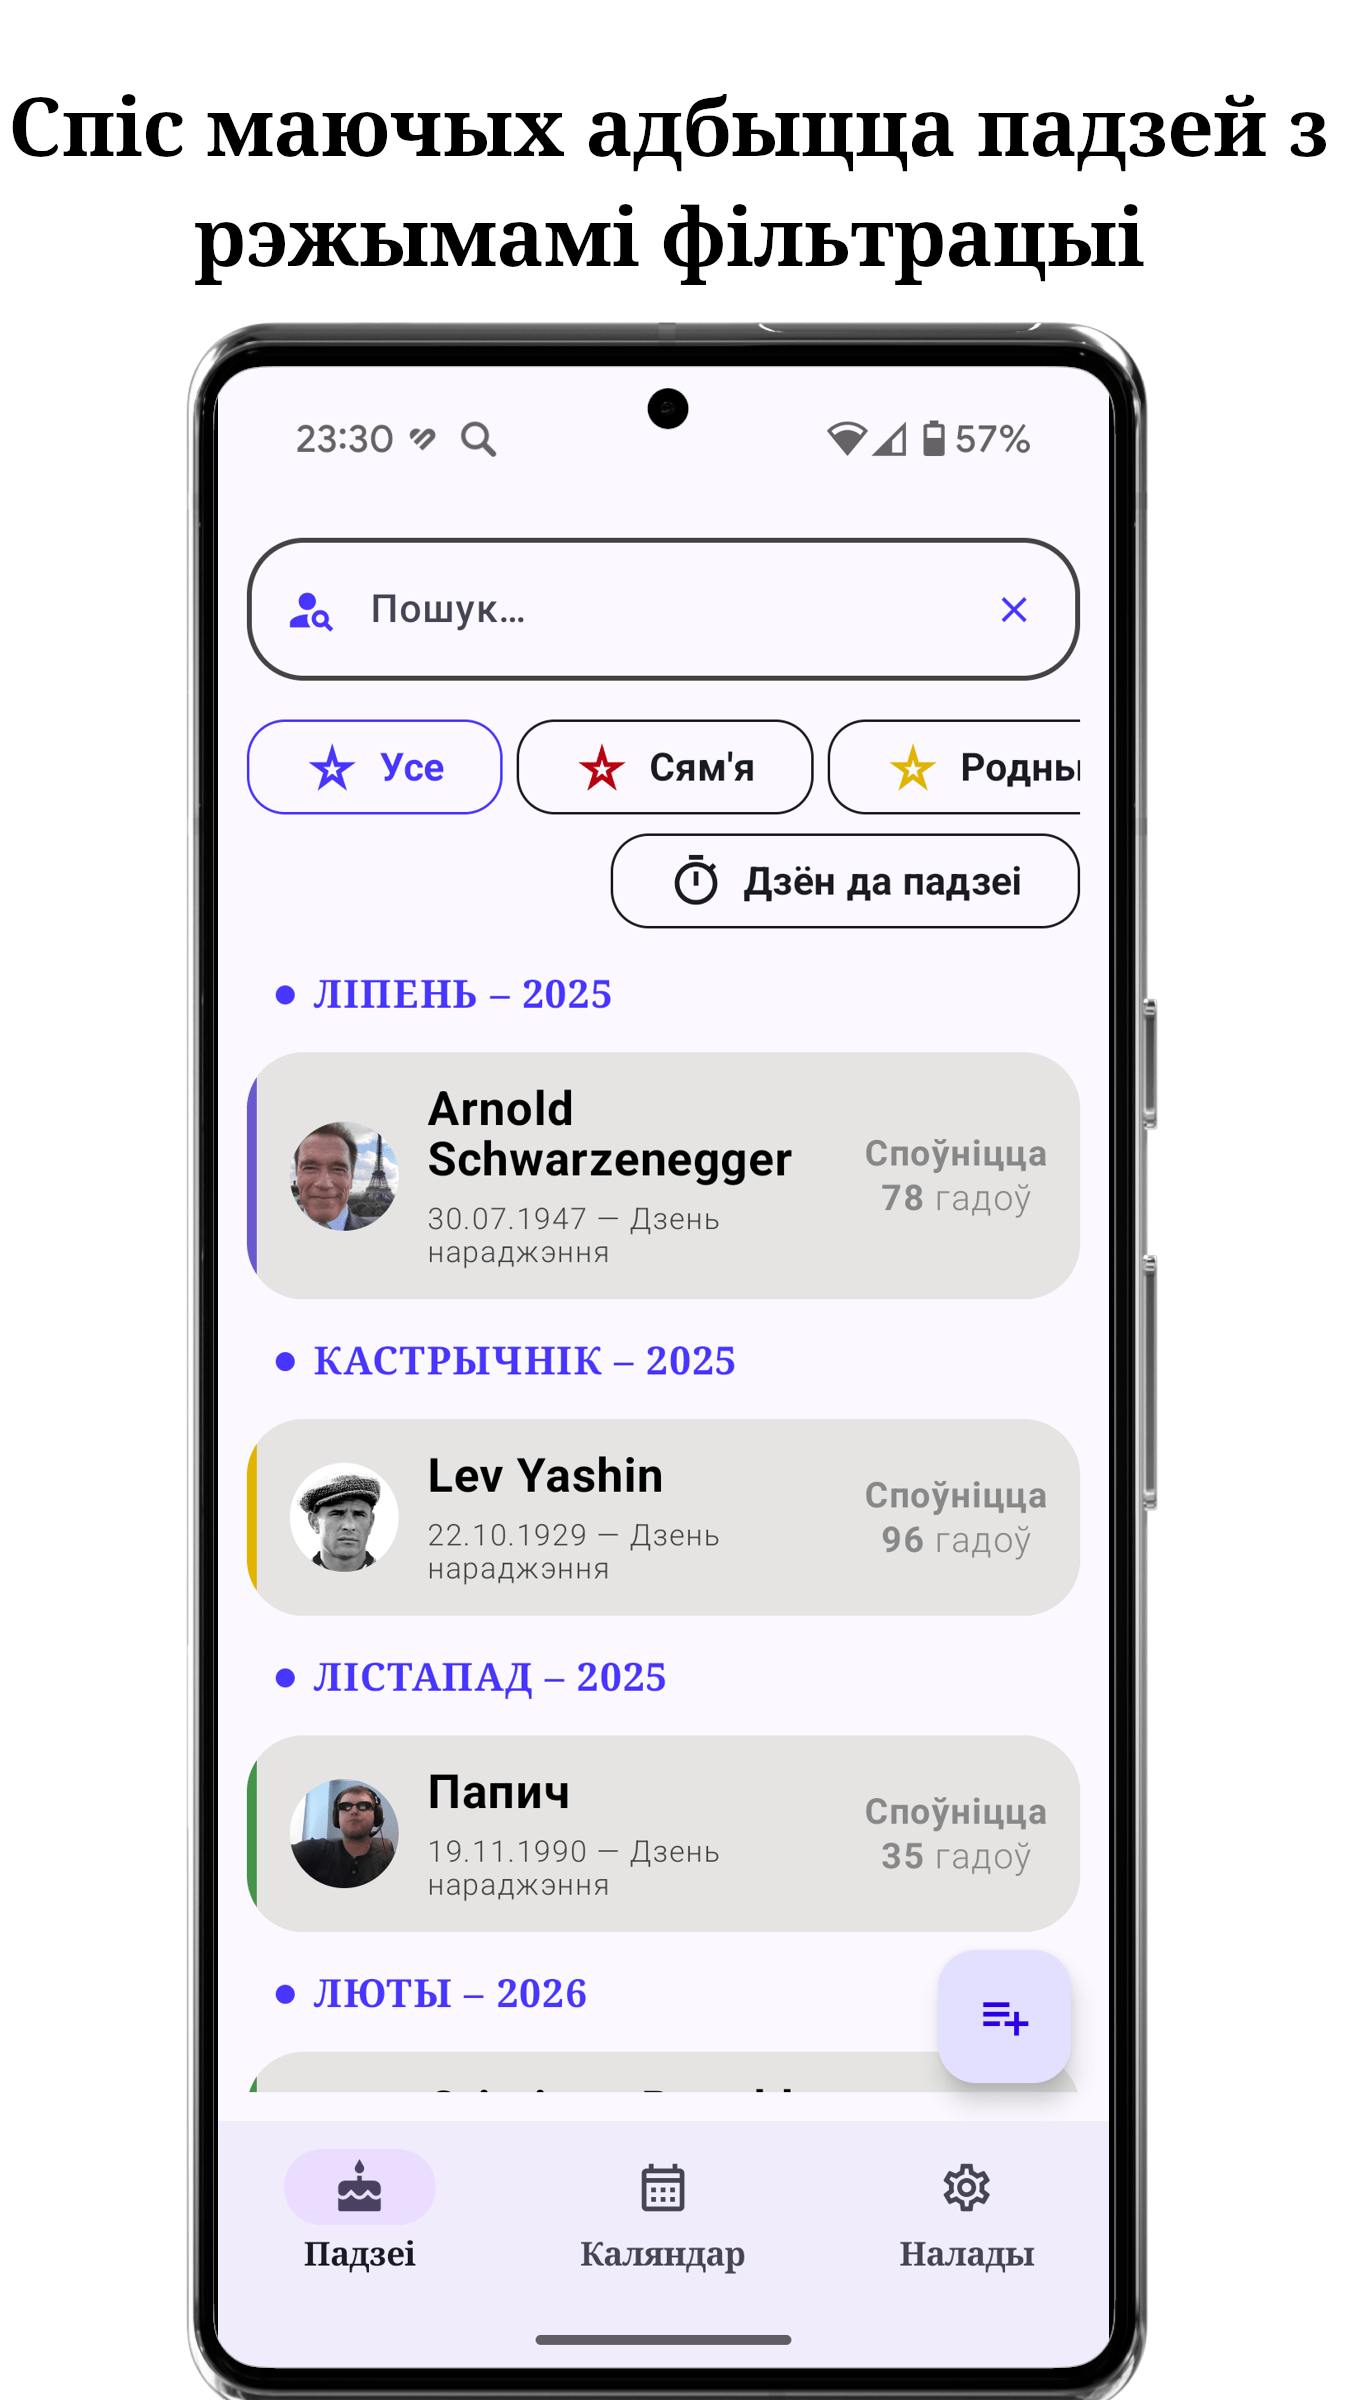 Спіс маючых адбыцца падзей з
рэжымамі фільтрацыі
23:30
57%
Пошук...
Усе
Сям'я
Родны
Дзён да падзеі
ЛІПЕНЬ – 2025
Arnold
Schwarzenegger
30.07.1947 — Дзень
нараджэння
Споўніцца
78 гадоў
КАСТРЫЧНІК – 2025
Lev Yashin
22.10.1929 — Дзень
нараджэння
Споўніцца
96 гадоў
ЛІСТАПАД – 2025
Папич
19.11.1990 — Дзень
нараджэння
Споўніцца
35 гадоў
ЛЮТЫ – 2026
Падзеі
Каляндар
Налады